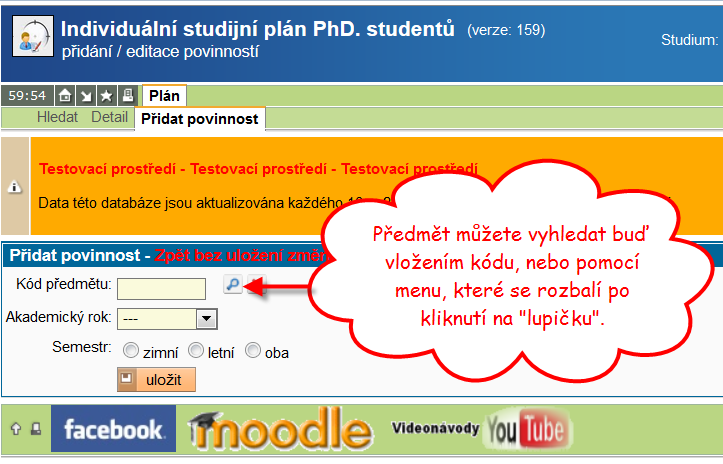 Individuální studijní plán PhD. studentů (verze: 159)
přidání / editace povinností
Studium:
59:54 Plán
Hledat Detail Přidat povinnost
Testovací prostředí - Testovací prostředí - Testovací prostředí
Data této databáze jsou aktualizována každého
Předmět můžete vyhledat buď
vložením kódu, nebo pomocí
menu, které se rozbalí po
kliknutí na "lupičku".
Přidat povinnost - Zpět bez uložení změn
Kód předmětu:
Akademický rok: ---
Semestr: zimní letní oba
uložit
facebook. moodle Videonávody YouTube